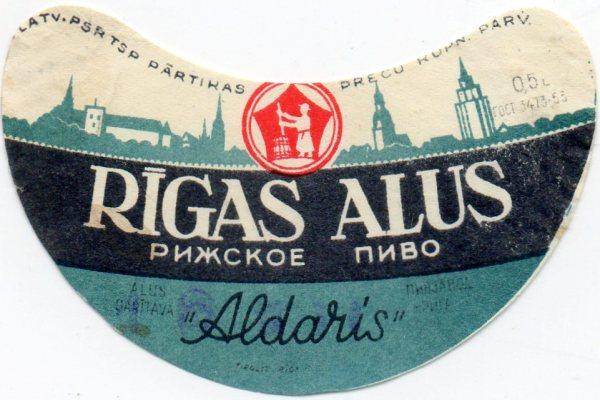 LATV. PSR TSP PĀRTIKAS PREČU RŪPN. PĀRV.
0,5 L
ГОСТ 3473-53
RĪGAS ALUS
РИЖСКОЕ ПИВО
ALUS
DARĪTAVA
"Aldaris"
ПИВЗАВОД